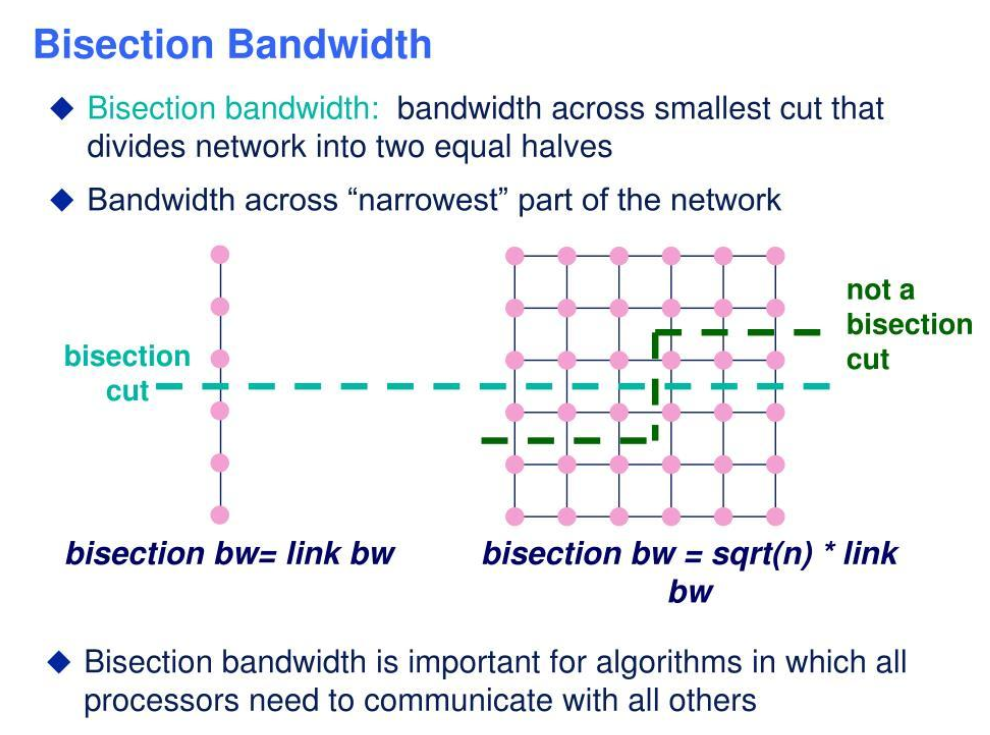 Bisection Bandwidth
Bisection bandwidth: bandwidth across smallest cut that
divides network into two equal halves
Bandwidth across “narrowest” part of the network
bisection
cut
not a
bisection
cut
bisection bw= link bw
bisection bw = sqrt(n) * link
bw
Bisection bandwidth is important for algorithms in which all
processors need to communicate with all others